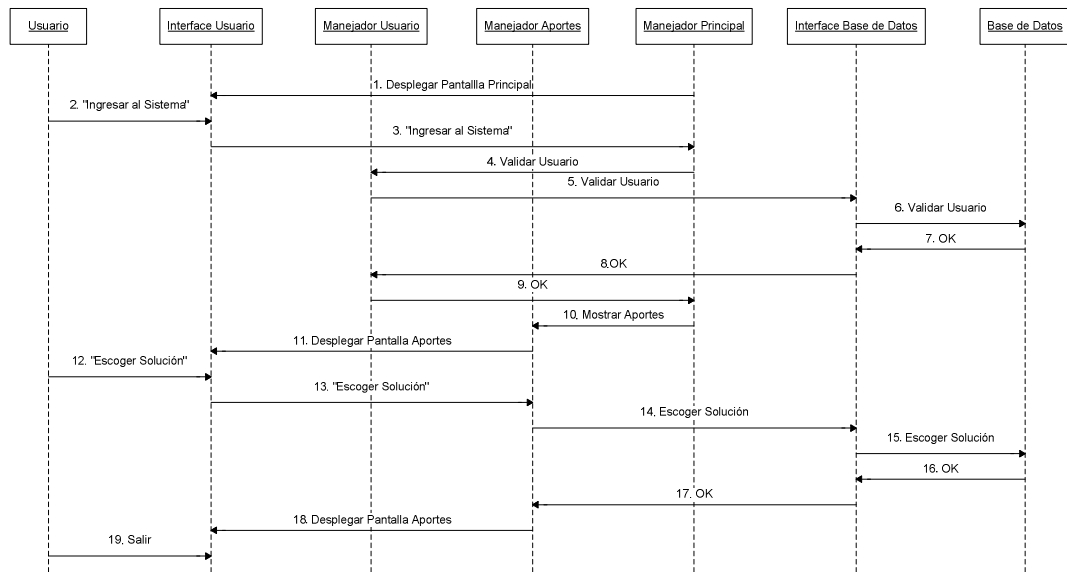 Usuario
Interface Usuario
Manejador Usuario
Manejador Aportes
Manejador Principal
Interface Base de Datos
Base de Datos
1. Desplegar Pantallla Principal
2. "Ingresar al Sistema"
3. "Ingresar al Sistema"
4. Validar Usuario
5. Validar Usuario
6. Validar Usuario
7. OK
8.OK
9. OK
10. Mostrar Aportes
11. Desplegar Pantalla Aportes
12. "Escoger Solución"
13. "Escoger Solución"
14. Escoger Solución
15. Escoger Solución
16. OK
17. OK
18. Desplegar Pantalla Aportes
19. Salir